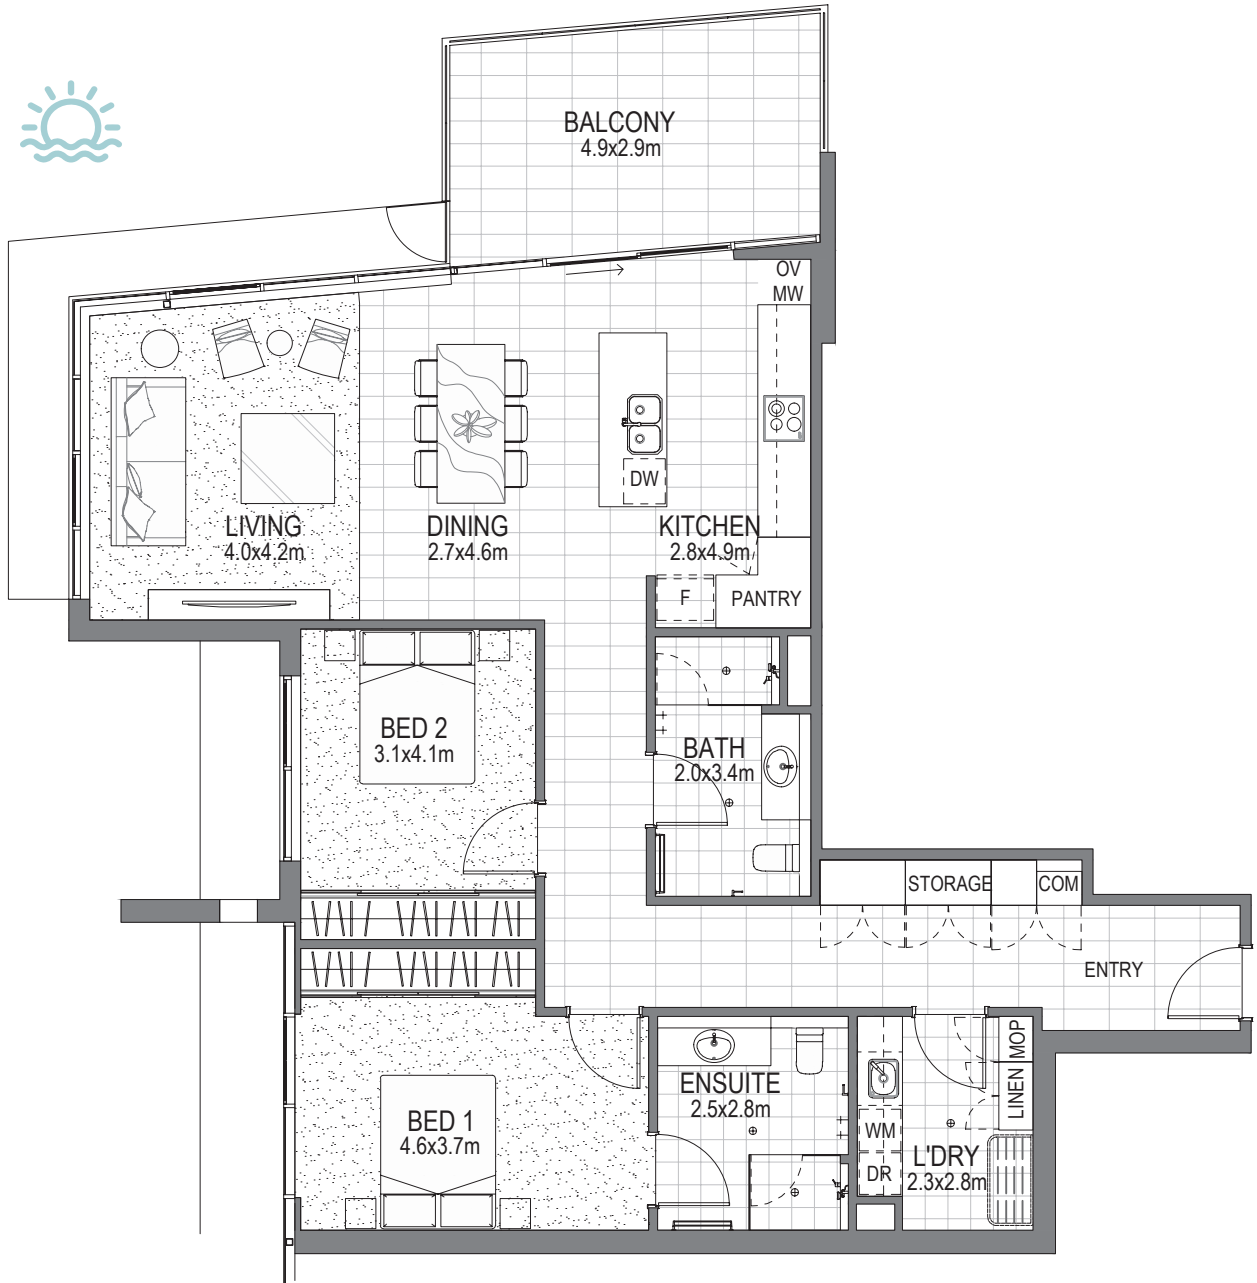 BALCONY
4.9x2.9m
OV
MW
DW
LIVING
4.0x4.2m
DINING
2.7x4.6m
KITCHEN
2.8x4.9m
F
PANTRY
BED 2
3.1x4.1m
BATH
2.0x3.4m
STORAGE
COM
ENTRY
BED 1
4.6x3.7m
ENSUITE
2.5x2.8m
MOP
LINEN
WM
DR
L'DRY
2.3x2.8m